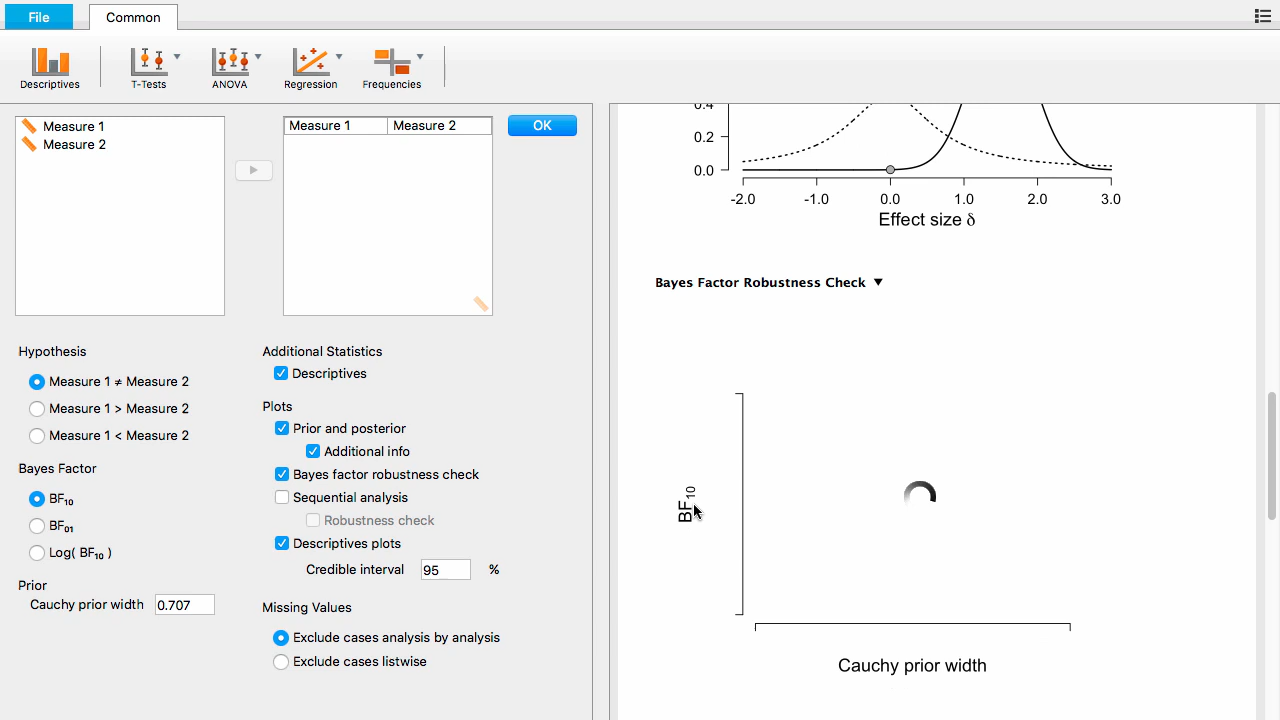 File
Common
Descriptives
T-Tests
ANOVA
Regression
Frequencies
Measure 1
Measure 2
Measure 1
Measure 2
OK
Hypothesis
Measure 1 ≠ Measure 2
Measure 1 > Measure 2
Measure 1 < Measure 2
Bayes Factor
BF₁₀
BF₀₁
Log( BF₁₀ )
Prior
Cauchy prior width 0.707
Additional Statistics
Descriptives
Plots
Prior and posterior
Additional info
Bayes factor robustness check
Sequential analysis
Robustness check
Descriptives plots
Credible interval 95 %
Missing Values
Exclude cases analysis by analysis
Exclude cases listwise
0.4
0.2
0.0
-2.0 -1.0 0.0 1.0 2.0 3.0
Effect size δ
Bayes Factor Robustness Check ▼
BF₁₀
Cauchy prior width